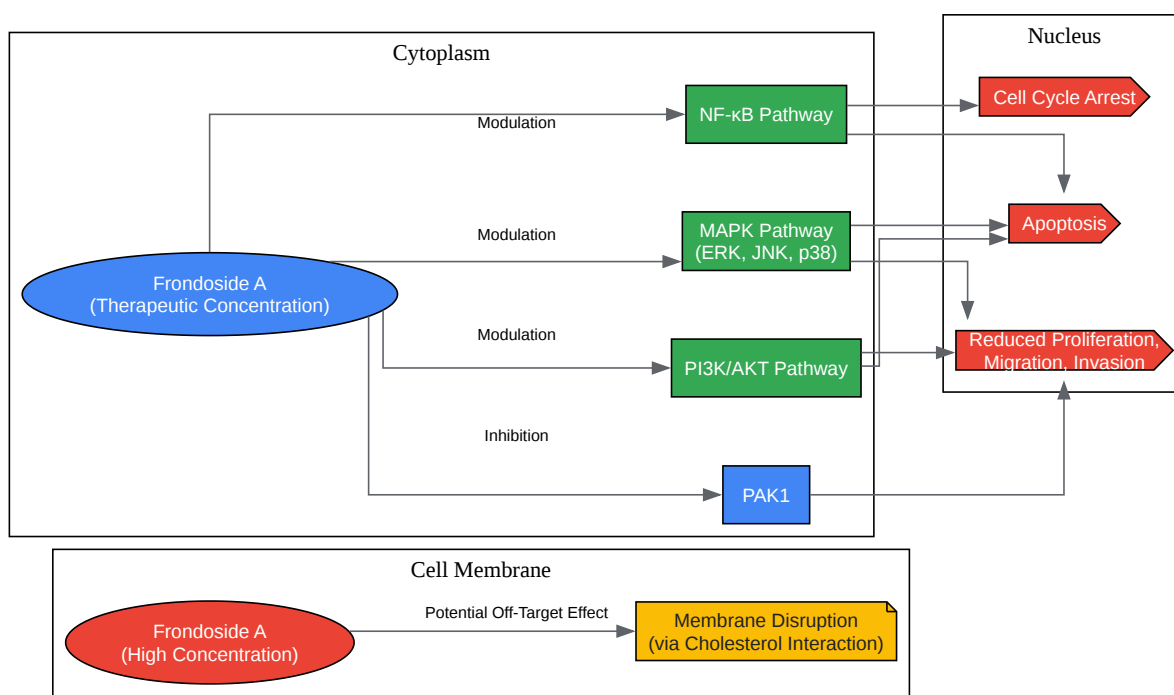 Cytoplasm
Nucleus
NF-κB Pathway
Cell Cycle Arrest
Modulation
MAPK Pathway
(ERK, JNK, p38)
Apoptosis
Modulation
Frondoside A
(Therapeutic Concentration)
Modulation
PI3K/AKT Pathway
Reduced Proliferation,
Migration, Invasion
Inhibition
PAK1
Cell Membrane
Potential Off-Target Effect
Frondoside A
(High Concentration)
Membrane Disruption
(via Cholesterol Interaction)